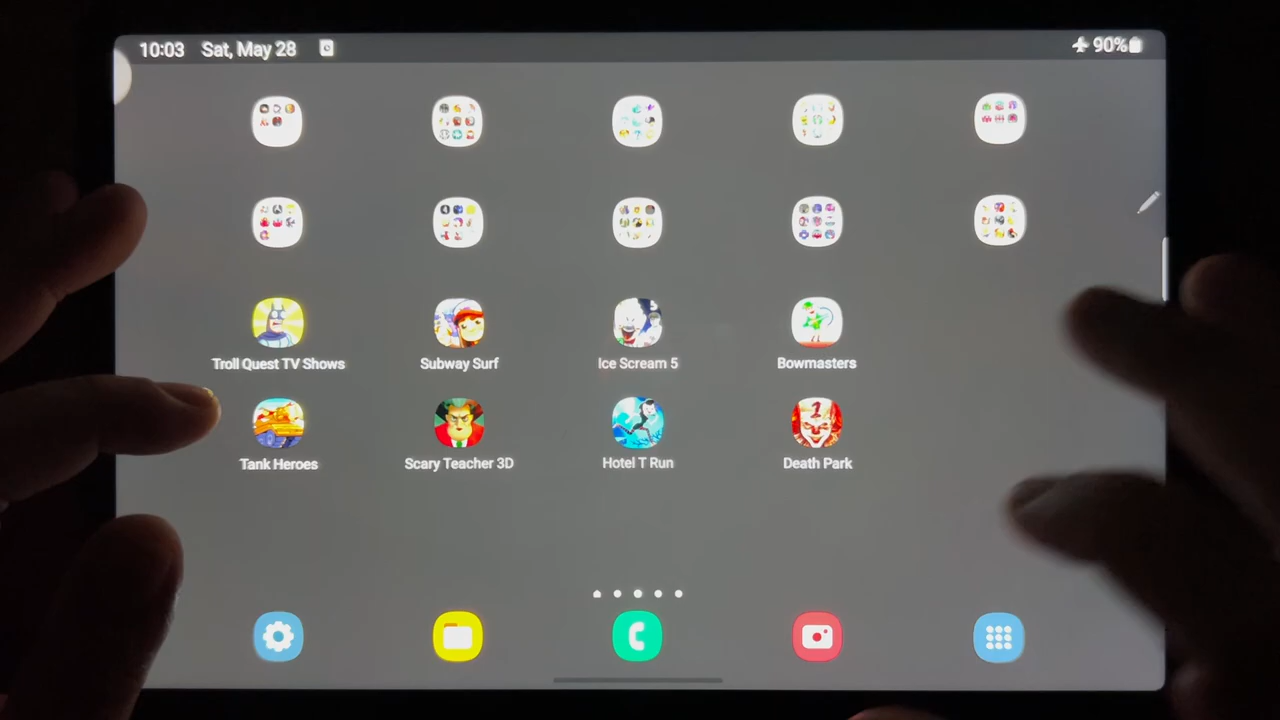 10:03 Sat, May 28 90%
Troll Quest TV Shows Subway Surf Ice Scream 5 Bowmasters
Tank Heroes Scary Teacher 3D Hotel T Run Death Park